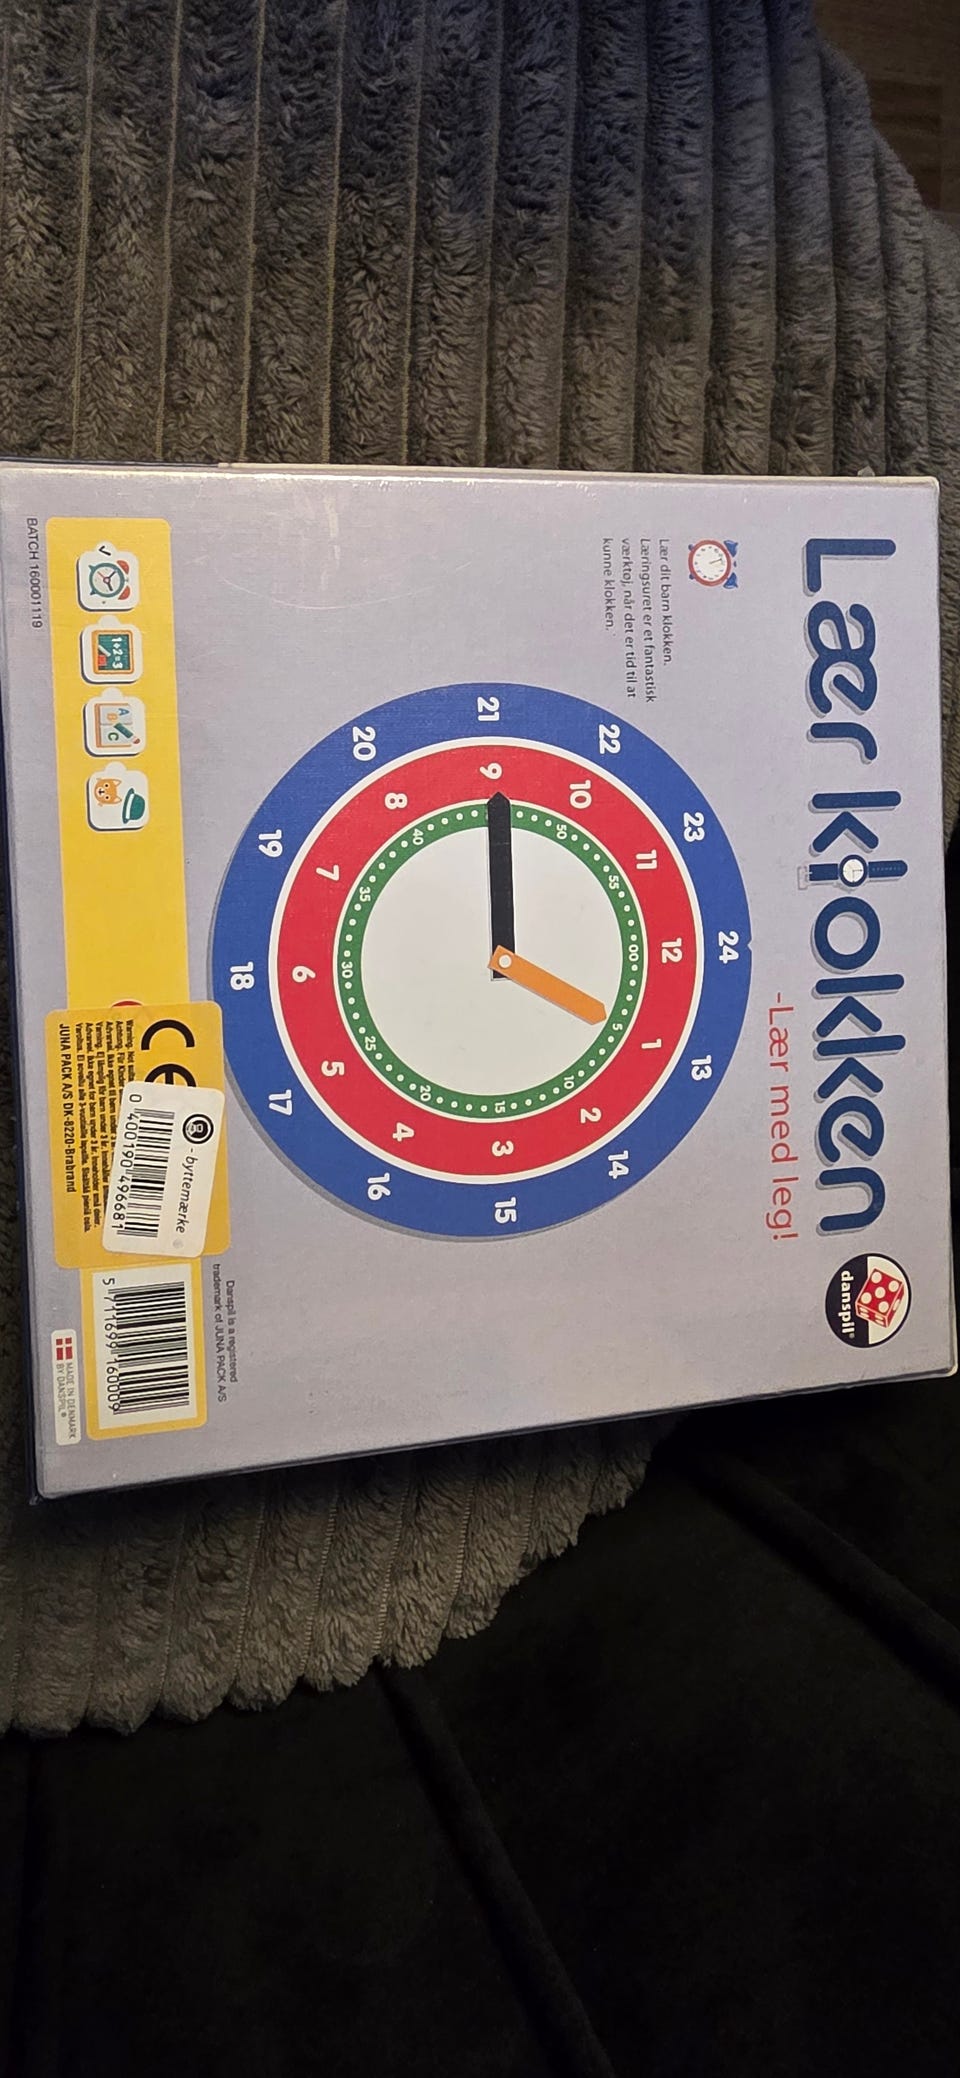 Lær klokken
-Lær med leg!
danspil®
Lær dit barn klokken.
Læringsuret er et fantastisk
værktøj, når det er tid til at
kunne klokken.
24
23
13
22
14
21
15
20
16
19
17
18
12
11
1
10
2
9
3
8
4
7
5
6
00
55
5
50
10
15
40
20
35
25
30
1+2=3
A
B
C
BATCH 160001119
CE
- byttemærke
0 400190 496681
JUNA PACK A/S DK-8220-Brabrand
Danspil is a registered
trademark of JUNA PACK A/S
5 711699 160009
MADE IN DENMARK
BY DANSPIL®